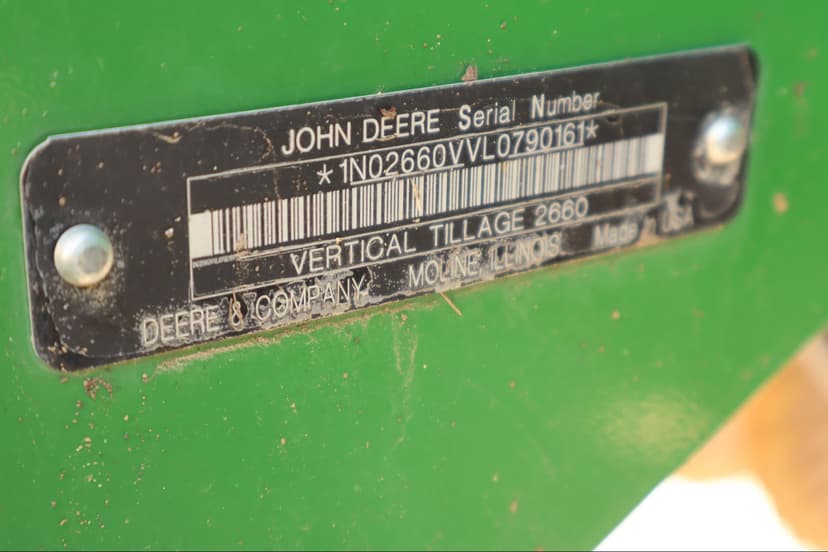 JOHN DEERE Serial Number
*1N02660VVL0790161*
VERTICAL TILLAGE 2660
DEERE & COMPANY MOLINE, ILLINOIS Made in USA